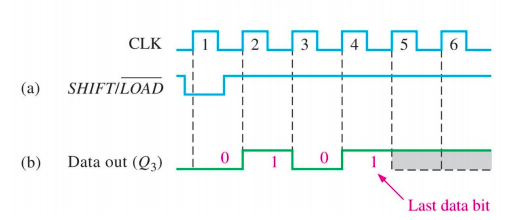 CLK 1 2 3 4 5 6
(a) SHIFT/LOAD
(b) Data out (Q3) 0 1 0 1
Last data bit